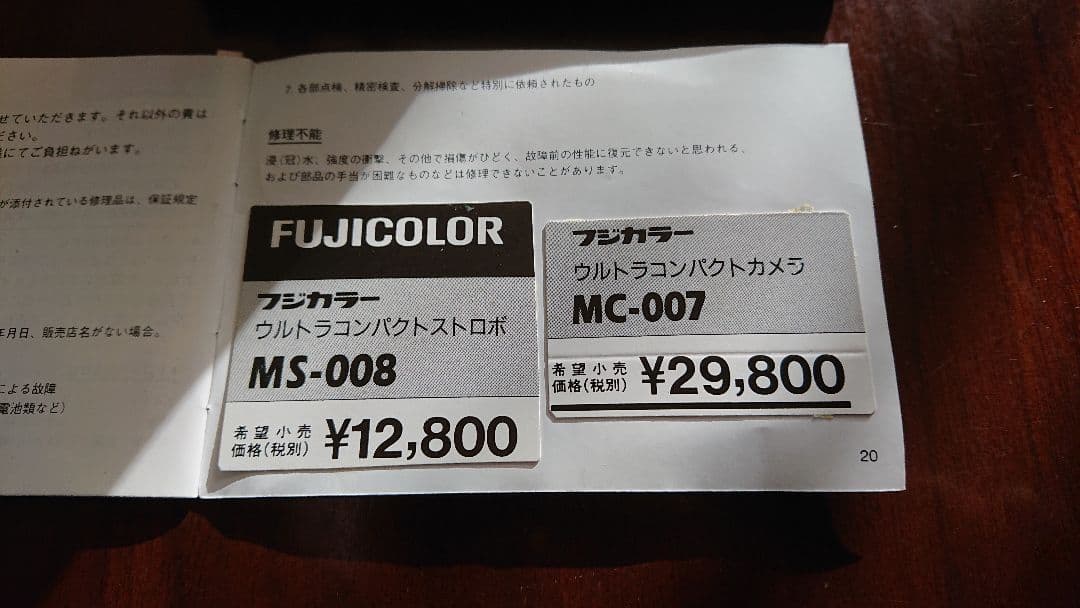 せていただきます。それ以外の責は
ださい。
にてご負担ねがいます。
が添付されている修理品は、保証規定
年月日、販売店名がない場合。
による故障
電池類など)
7. 各部点検、精密検査、分解掃除など特別に依頼されたもの
修理不能
浸(冠)水、強度の衝撃、その他で損傷がひどく、故障前の性能に復元できないと思われる、
および部品の手当が困難なものなどは修理できないことがあります。
FUJICOLOR
フジカラー
ウルトラコンパクトストロボ
MS-008
希望小売
価格(税別) ¥12,800
フジカラー
ウルトラコンパクトカメラ
MC-007
希望小売
価格(税別) ¥29,800
20